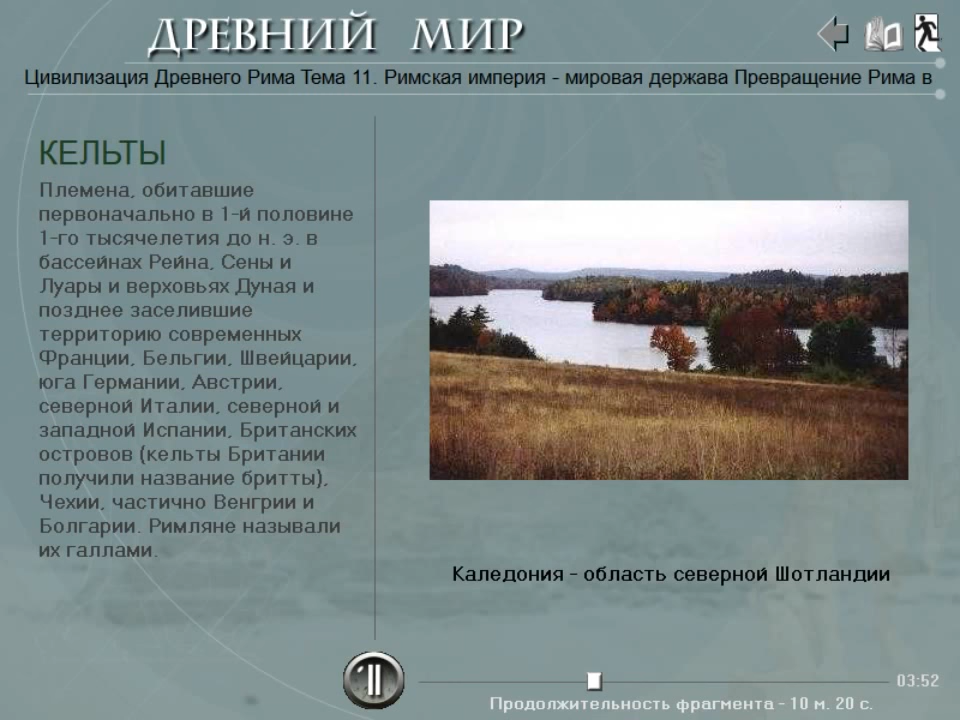 ДРЕВНИЙ МИР
Цивилизация Древнего Рима Тема 11. Римская империя - мировая держава Превращение Рима в
КЕЛЬТЫ
Племена, обитавшие
первоначально в 1-й половине
1-го тысячелетия до н. э. в
бассейнах Рейна, Сены и
Луары и верховьях Дуная и
позднее заселившие
территорию современных
Франции, Бельгии, Швейцарии,
юга Германии, Австрии,
северной Италии, северной и
западной Испании, Британских
островов (кельты Британии
получили название бритты),
Чехии, частично Венгрии и
Болгарии. Римляне называли
их галлами.
Каледония - область северной Шотландии
03:52
Продолжительность фрагмента - 10 м. 20 с.